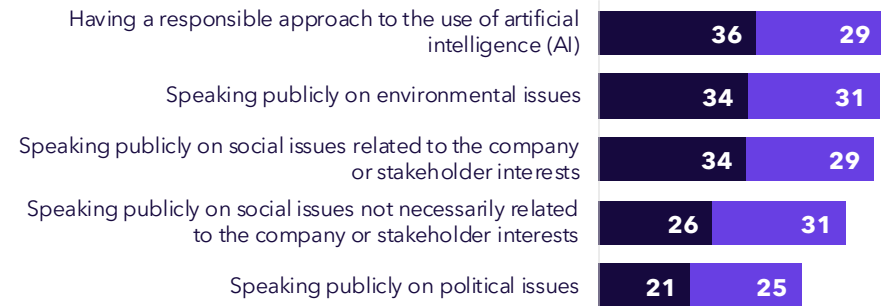 Having a responsible approach to the use of artificial
intelligence (AI)
36 29
Speaking publicly on environmental issues
34 31
Speaking publicly on social issues related to the company
or stakeholder interests
34 29
Speaking publicly on social issues not necessarily related
to the company or stakeholder interests
26 31
Speaking publicly on political issues
21 25